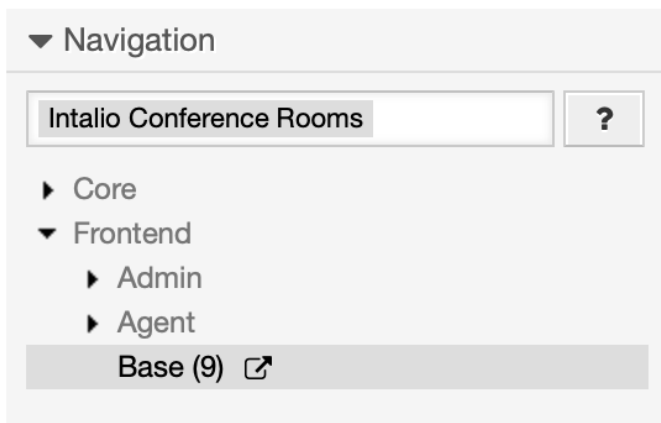 Navigation
Intalio Conference Rooms ?
Core
Frontend
Admin
Agent
Base (9)